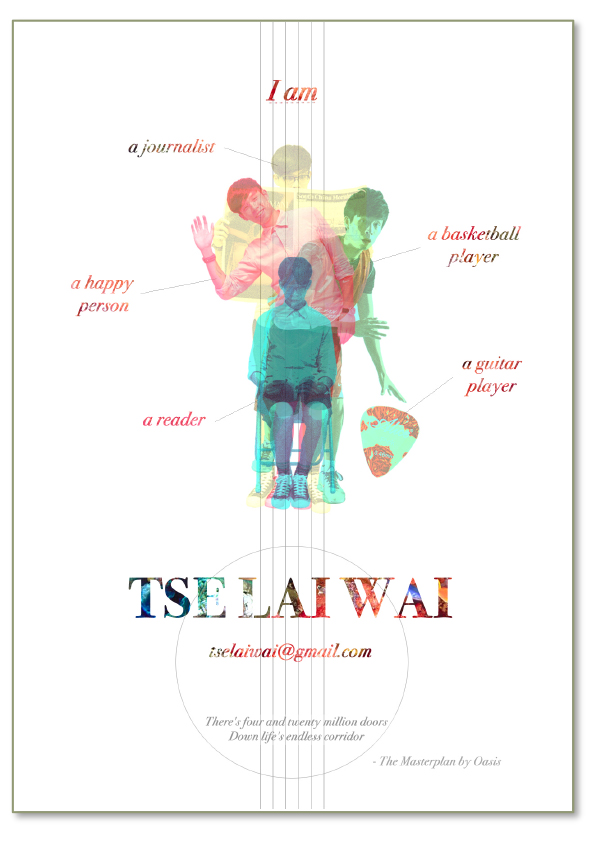 I am
a journalist
a basketball
player
a happy
person
a guitar
player
a reader
TSE LAI WAI
tselaiwai@gmail.com
There's four and twenty million doors
Down life's endless corridor
- The Masterplan by Oasis